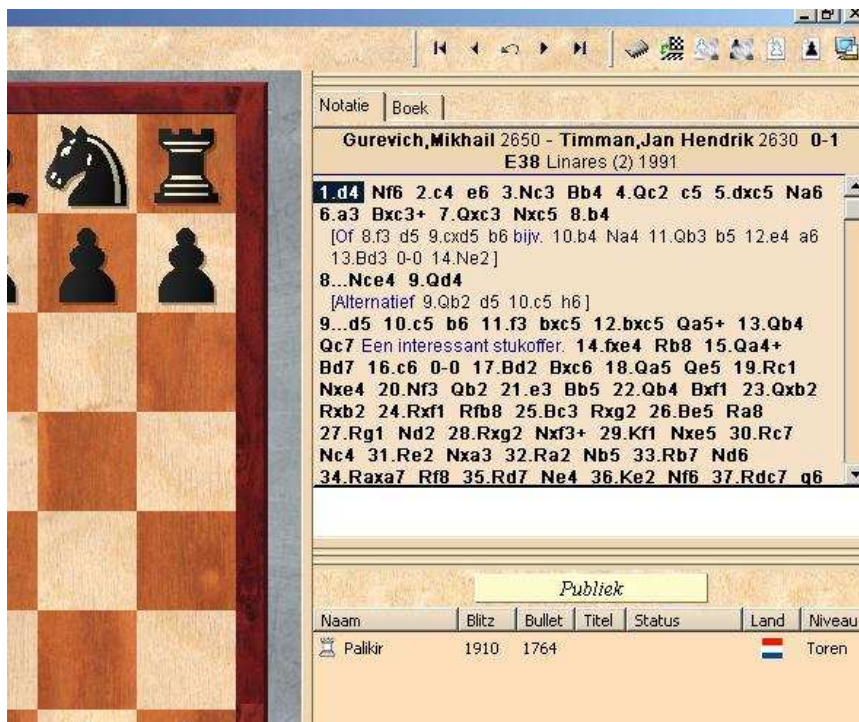 Notatie Boek
Gurevich,Mikhail 2650 - Timman,Jan Hendrik 2630 0-1
E38 Linares (2) 1991
1.d4 Nf6 2.c4 e6 3.Nc3 Bb4 4.Qc2 c5 5.dxc5 Na6
6.a3 Bxc3+ 7.Qxc3 Nxc5 8.b4
[Of 8.f3 d5 9.cxd5 b6 bijv. 10.b4 Na4 11.Qb3 b5 12.e4 a6
13.Bd3 0-0 14.Ne2]
8...Nce4 9.Qd4
[Alternatief 9.Qb2 d5 10.c5 h6]
9...d5 10.c5 b6 11.f3 bxc5 12.bxc5 Qa5+ 13.Qb4
Qc7 Een interessant stukoffer. 14.fxe4 Rb8 15.Qa4+
Bd7 16.c6 0-0 17.Bd2 Bxc6 18.Qa5 Qe5 19.Rc1
Nxe4 20.Nf3 Qb2 21.e3 Bb5 22.Qb4 Bxf1 23.Qxb2
Rxb2 24.Rxf1 Rfb8 25.Bc3 Rxg2 26.Be5 Ra8
27.Rg1 Nd2 28.Rxg2 Nxf3+ 29.Kf1 Nxe5 30.Rc7
Nc4 31.Re2 Nxa3 32.Ra2 Nb5 33.Rb7 Nd6
34.Raxa7 Rf8 35.Rd7 Ne4 36.Ke2 Nf6 37.Rdc7 g6
Publiek
Naam Blitz Bullet Titel Status Land Niveau
Palikir 1910 1764 Toren